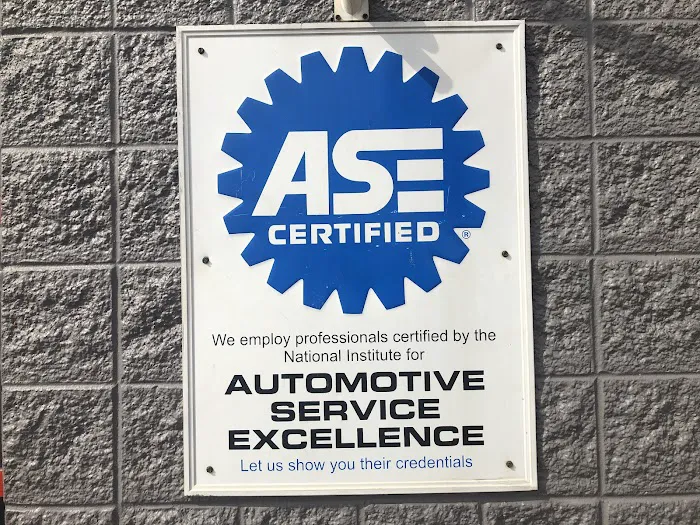 ASE
CERTIFIED ®
We employ professionals certified by the
National Institute for
AUTOMOTIVE
SERVICE
EXCELLENCE
Let us show you their credentials